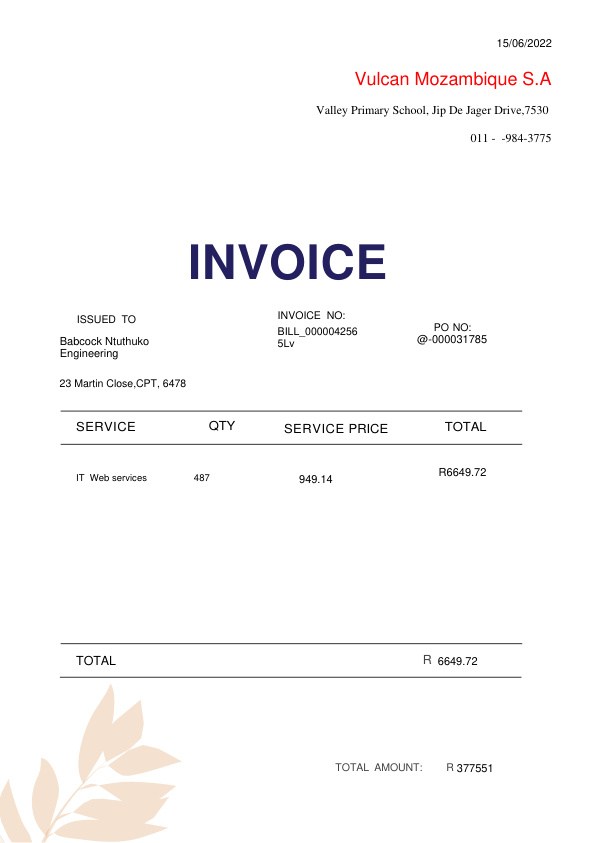 15/06/2022
Vulcan Mozambique S.A
Valley Primary School, Jip De Jager Drive,7530
011 -  -984-3775
INVOICE
ISSUED TO
Babcock Ntuthuko
Engineering
23 Martin Close,CPT, 6478
INVOICE NO:
BILL_000004256
5Lv
PO NO:
@-000031785
SERVICE QTY SERVICE PRICE TOTAL
IT Web services 487 949.14 R6649.72
TOTAL R 6649.72
TOTAL AMOUNT: R 377551